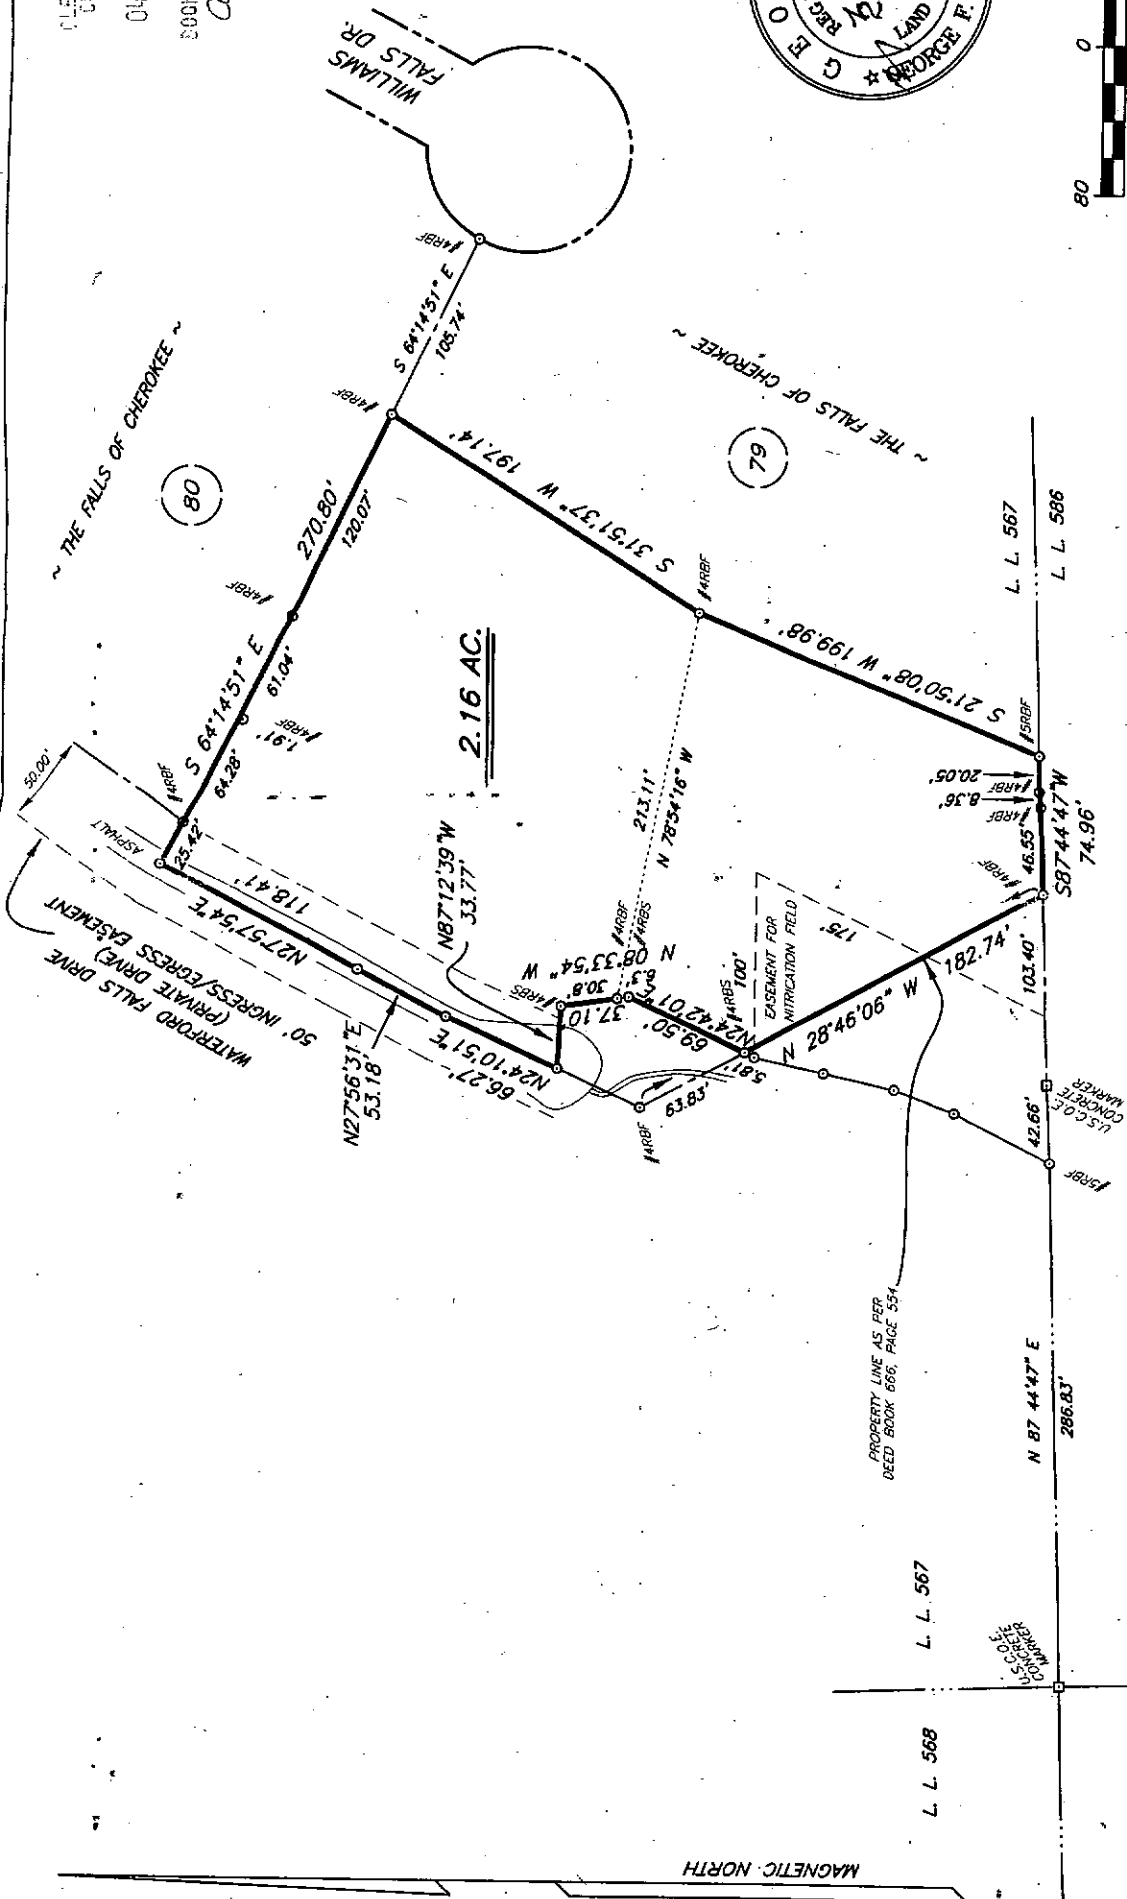 WILLIAMS
FALLS DR.
REG
No
LAND
GEO
★ GEORGE F.
0
80
~ THE FALLS OF CHEROKEE ~
80
#4RBF
S 64°14'51" E
105.74'
#4RBF
270.80'
120.07'
#4RBF
S 64°14'51" E
61.04'
1.91'
#4RBF
64.28'
#4RBF
25.42'
50.00'
ASPHALT
~ THE FALLS OF CHEROKEE ~
79
S 31°51'37" W 197.14'
#4RBF
2.16 AC.
213.11'
N 78°54'16" W
S 21°50'08" W 199.98'
L. L. 567
L. L. 586
#5RBF
20.05'
#4RBF
8.36'
#4RBF
46.55'
S87°44'47"W
74.96'
#4RBF
WATERFORD FALLS DRIVE
(PRIVATE DRIVE)
50' INGRESS/EGRESS EASEMENT
N27°57'54"E
118.41'
N27°56'31"E
53.18'
N24°10'51"E
66.27'
N87°12'39"W
33.77'
#4RBS
N 08°33'54" W
30.8'
37.10'
6.3'
#4RBF
#4RBS
N24°42'01"W
69.50'
#4RBS
100'
EASEMENT FOR
NITRIFICATION FIELD
175'
N 28°46'06" W
182.74'
5.81'
63.83'
#4RBF
103.40'
42.66'
U.S.C.O.E.
CONCRETE
MARKER
#5RBF
PROPERTY LINE AS PER
DEED BOOK 666, PAGE 554
N 87°44'47" E
286.83'
L. L. 567
U.S.C.O.E.
CONCRETE
MARKER
L. L. 568
MAGNETIC NORTH